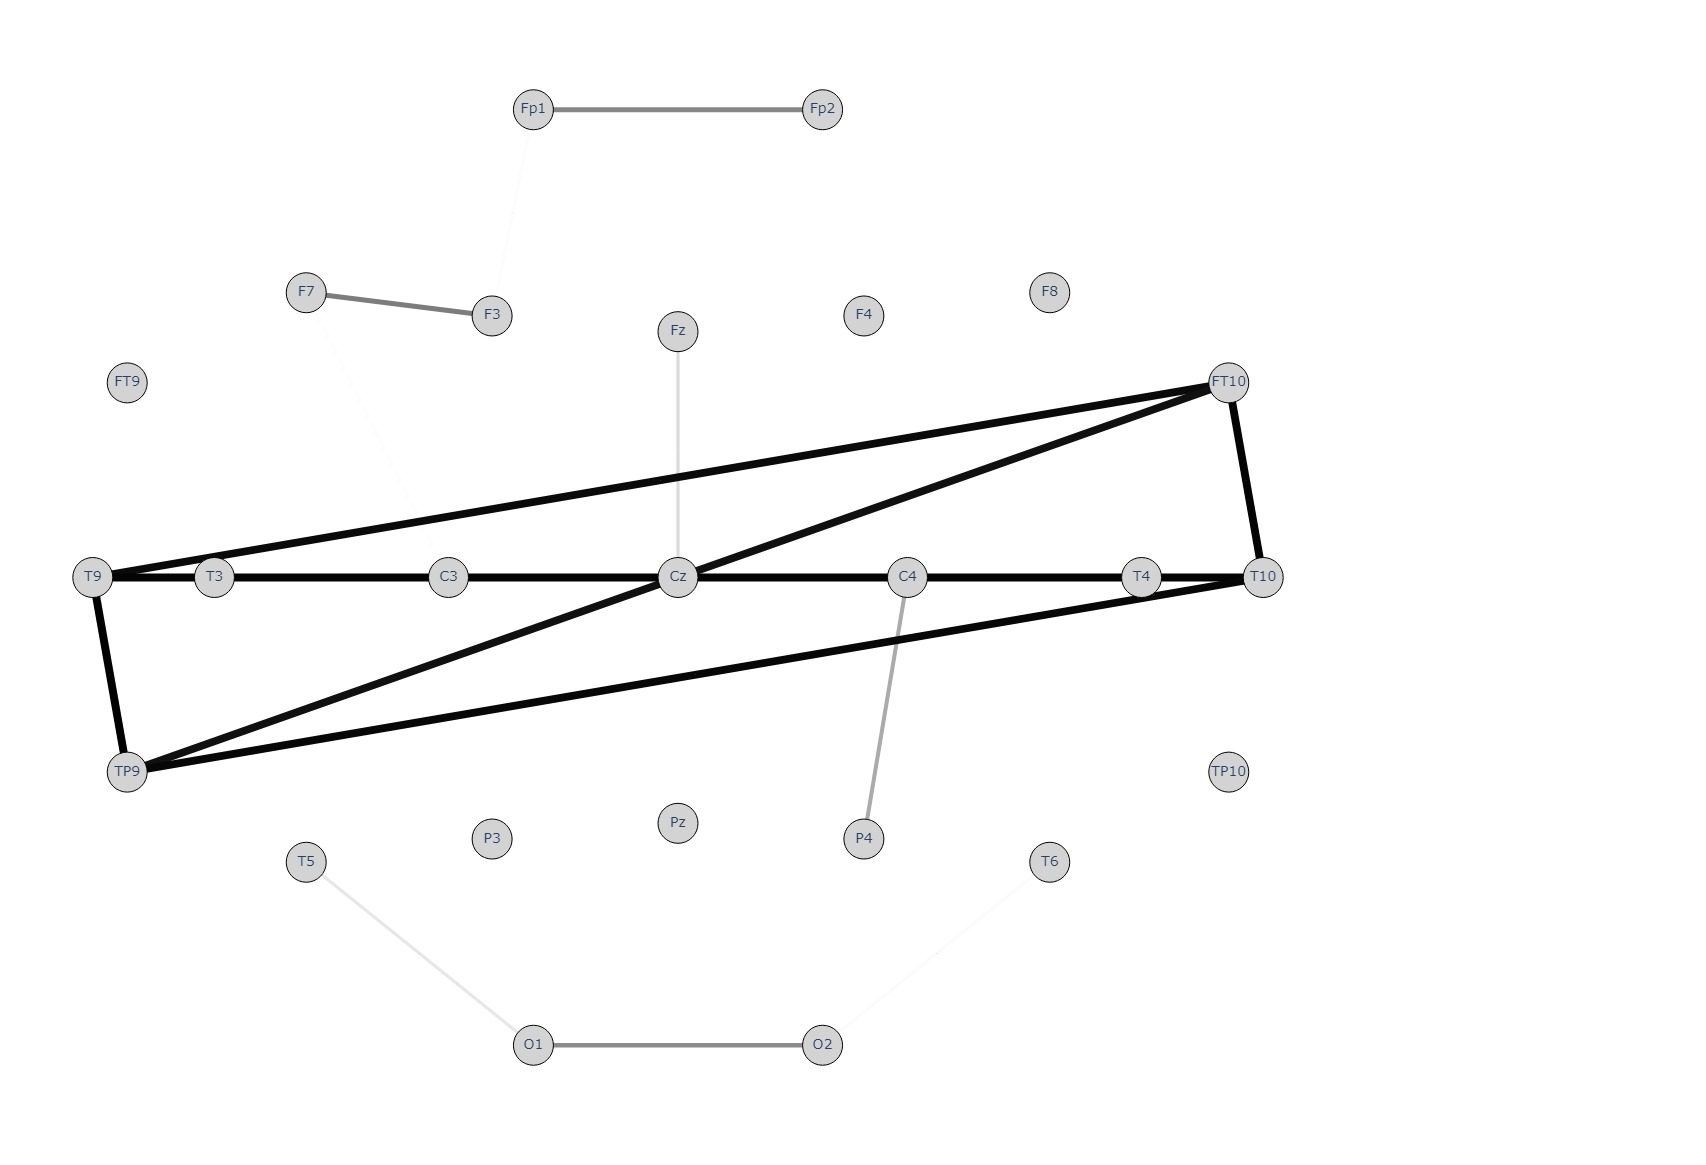 Fp1 Fp2
F7 F3 Fz F4 F8
FT9 FT10
T9 T3 C3 Cz C4 T4 T10
TP9 TP10
T5 P3 Pz P4 T6
O1 O2